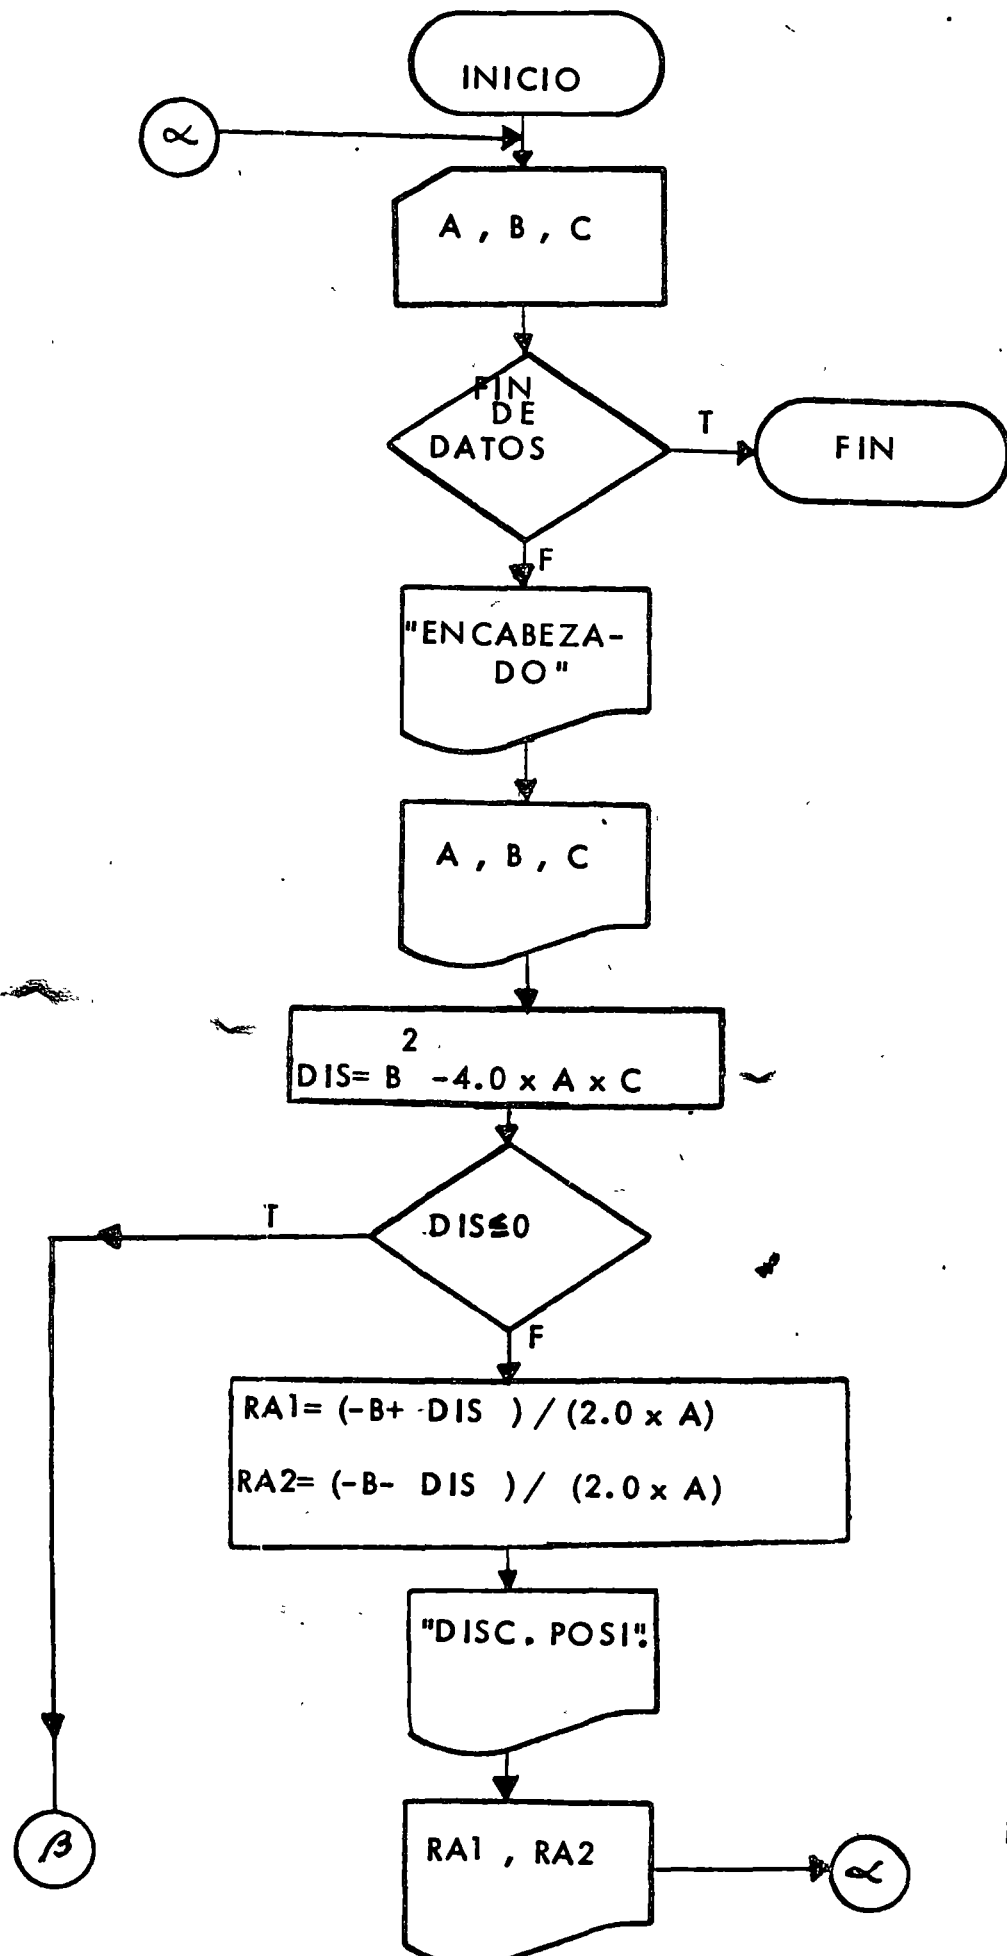 INICIO
α
A , B , C
FIN
DE
DATOS
T
FIN
F
"ENCABEZA-
DO"
A , B , C
2
DIS= B -4.0 x A x C
T
DIS≤0
F
RA1= (-B+ DIS ) / (2.0 x A)
RA2= (-B- DIS ) / (2.0 x A)
"DISC. POSI".
β
RA1 , RA2
α